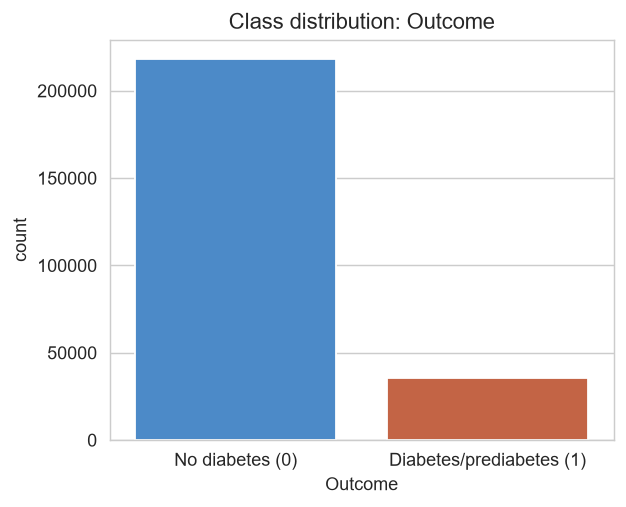 Class distribution: Outcome
200000
150000
100000
50000
0
count
No diabetes (0)
Diabetes/prediabetes (1)
Outcome